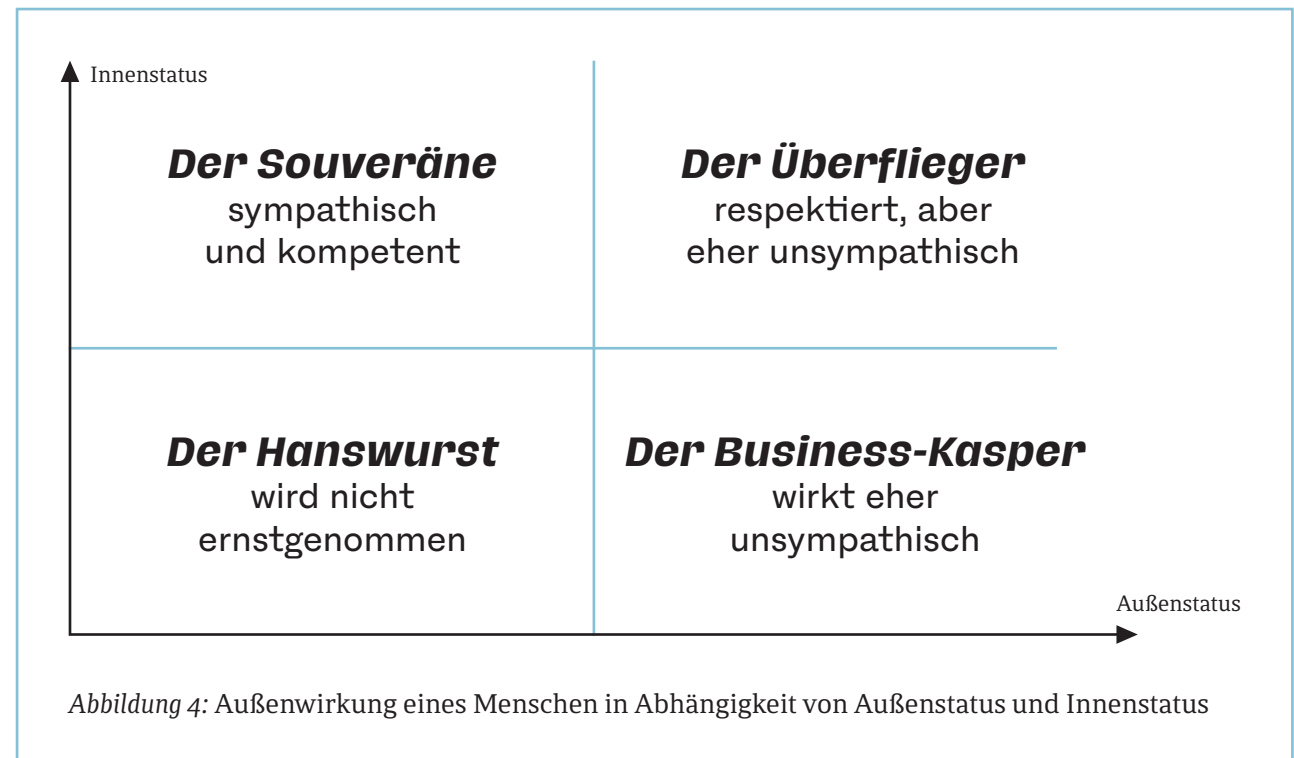 Innenstatus
Der Souveräne
sympathisch
und kompetent
Der Überflieger
respektiert, aber
eher unsympathisch
Der Hanswurst
wird nicht
ernstgenommen
Der Business-Kasper
wirkt eher
unsympathisch
Außenstatus
Abbildung 4: Außenwirkung eines Menschen in Abhängigkeit von Außenstatus und Innenstatus